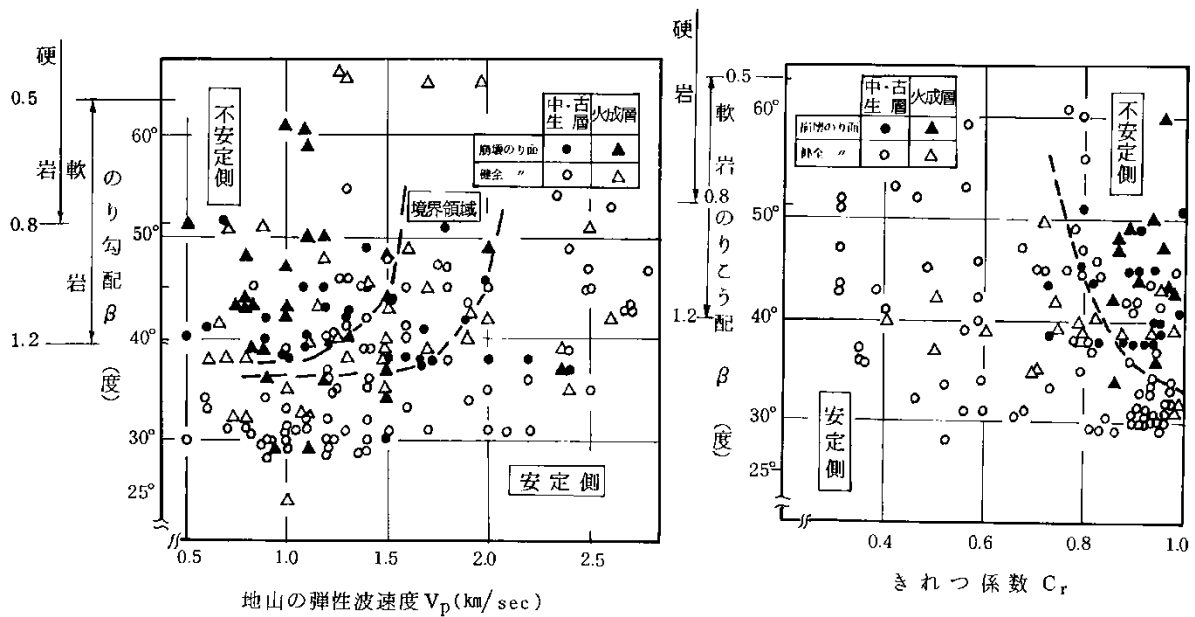 硬岩
軟岩
0.5
0.8
1.2
不安定側
のり勾配β(度)
60°
50°
40°
30°
25°
中・古
生層
火成層
崩壊のり面
健全 〃
境界領域
安定側
0.5
1.0
1.5
2.0
2.5
地山の弾性波速度Vp(km/sec)
硬岩
軟岩
0.5
0.8
1.2
のりこう配β(度)
60°
50°
40°
30°
25°
中・古
生層
火成層
崩壊のり面
健全 〃
不安定側
安定側
0.4
0.6
0.8
1.0
きれつ係数 Cr